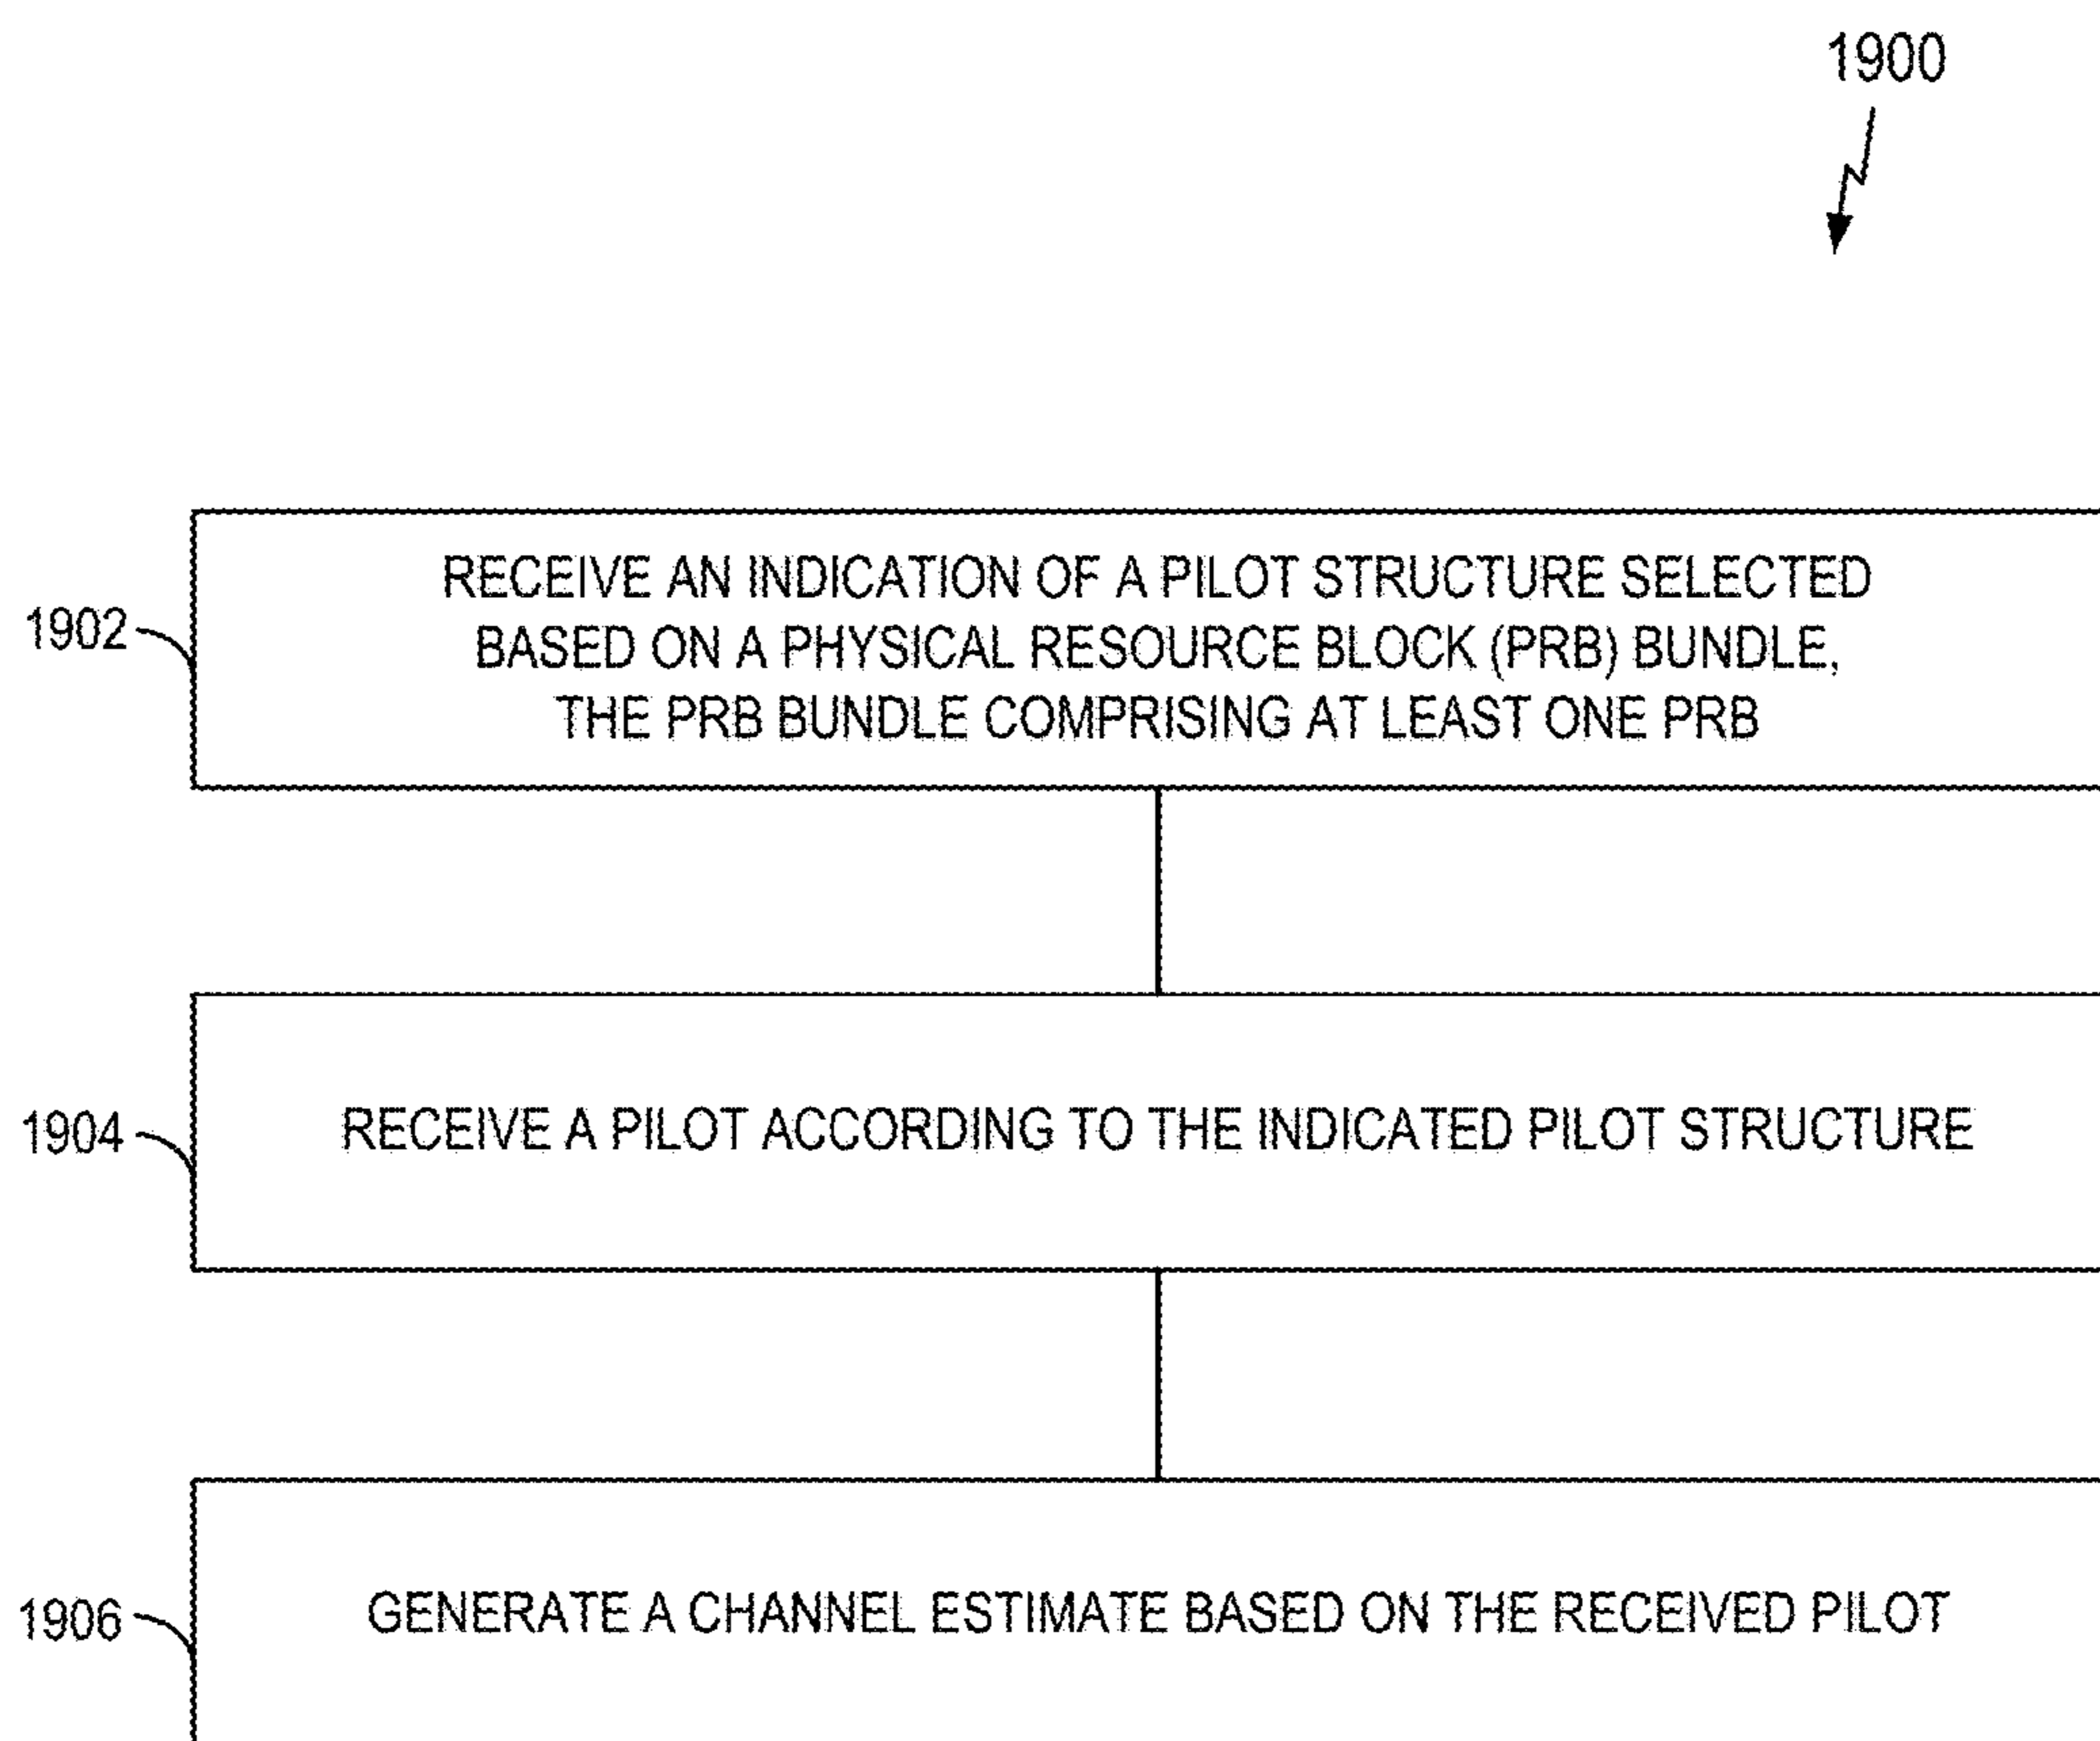 1900
1902
RECEIVE AN INDICATION OF A PILOT STRUCTURE SELECTED
BASED ON A PHYSICAL RESOURCE BLOCK (PRB) BUNDLE,
THE PRB BUNDLE COMPRISING AT LEAST ONE PRB
1904
RECEIVE A PILOT ACCORDING TO THE INDICATED PILOT STRUCTURE
1906
GENERATE A CHANNEL ESTIMATE BASED ON THE RECEIVED PILOT